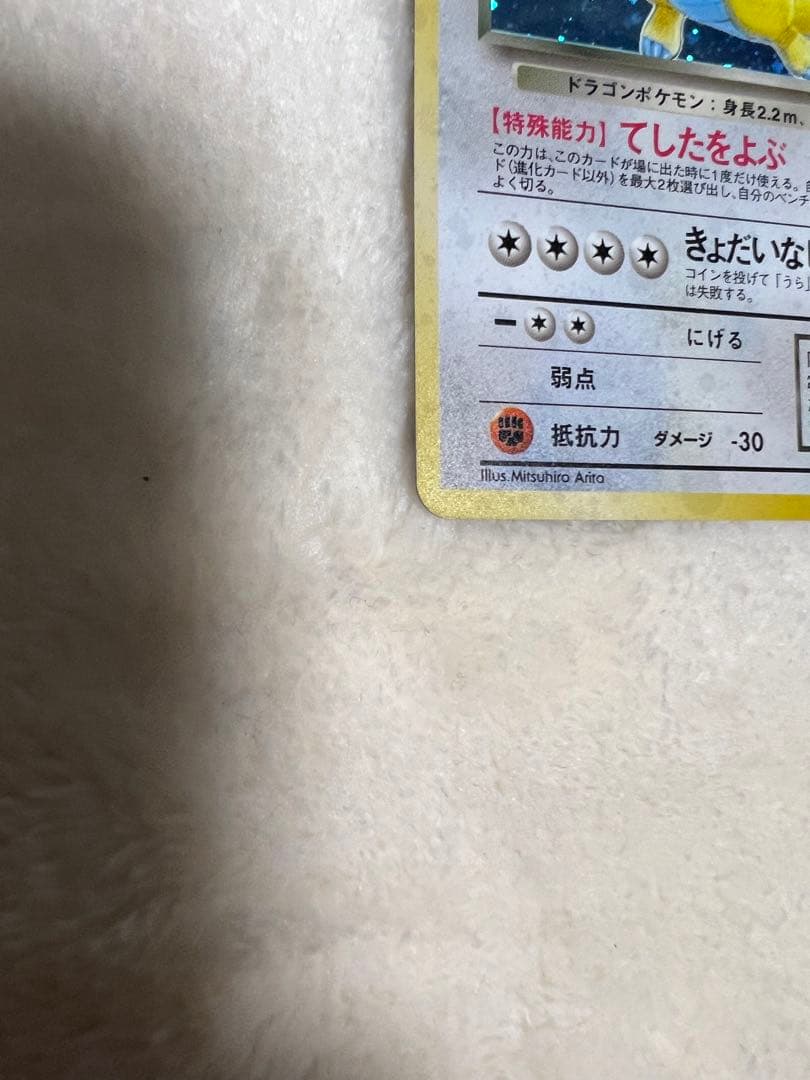 ドラゴンポケモン：身長2.2m、
【特殊能力】てしたをよぶ
この力は、このカードが場に出た時に1度だけ使える。
ド（進化カード以外）を最大2枚選び出し、自分のベンチ
よく切る。
きょだいな
コインを投げて「うら」
は失敗する。
にげる
弱点
抵抗力 ダメージ -30
Illus. Mitsuhiro Arita